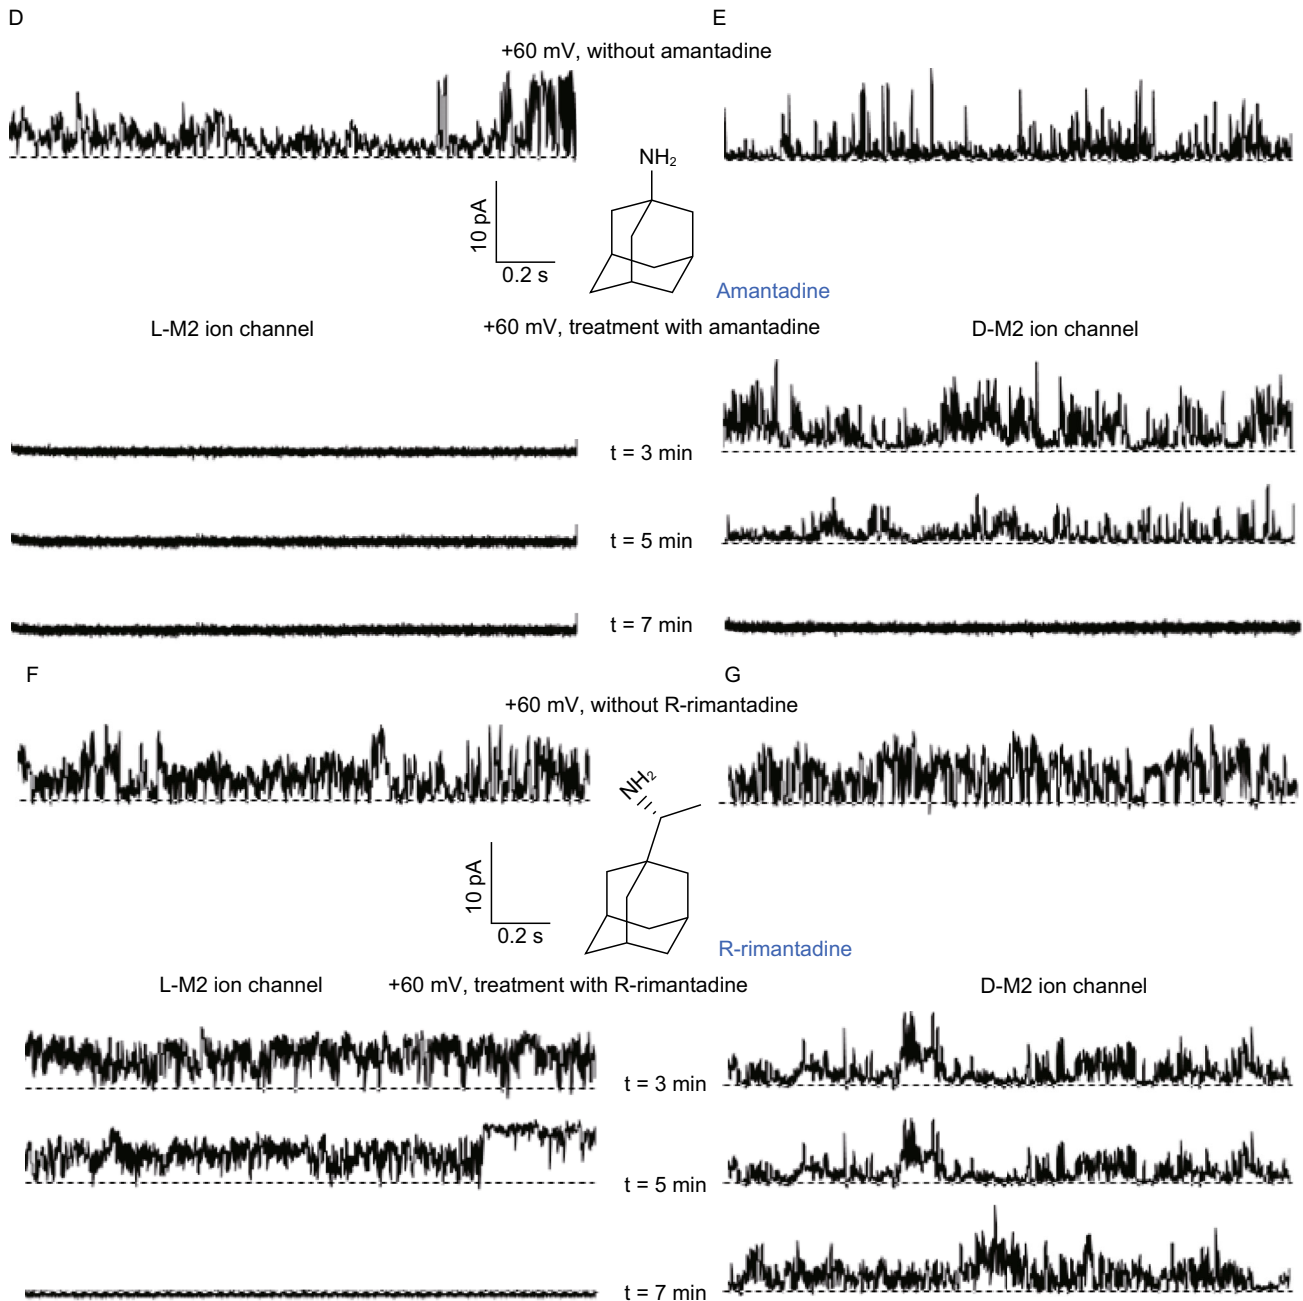 D
E
+60 mV, without amantadine
NH2
10 pA
0.2 s
Amantadine
L-M2 ion channel
+60 mV, treatment with amantadine
D-M2 ion channel
t = 3 min
t = 5 min
t = 7 min
F
G
+60 mV, without R-rimantadine
NH2
10 pA
0.2 s
R-rimantadine
L-M2 ion channel
+60 mV, treatment with R-rimantadine
D-M2 ion channel
t = 3 min
t = 5 min
t = 7 min